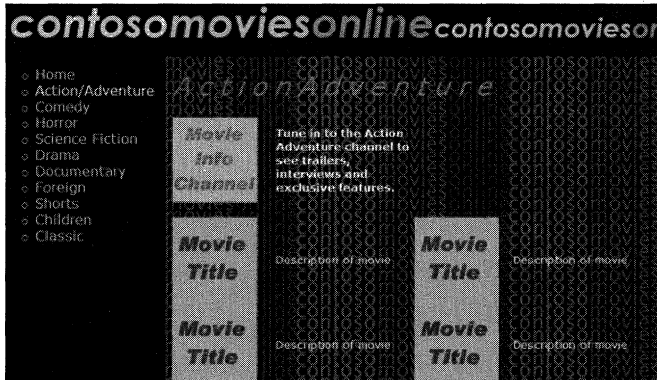 contosomoviesonline contosomoviesor
Home
Action/Adventure
Comedy
Horror
Science Fiction
Drama
Documentary
Foreign
Shorts
Children
Classic
ActionAdventure
Movie
Info
Channel
Tune in to the Action
Adventure channel to
see trailers,
interviews and
exclusive features.
Movie
Title
Description of movie
Movie
Title
Description of movie
Movie
Title
Description of movie
Movie
Title
Description of movie